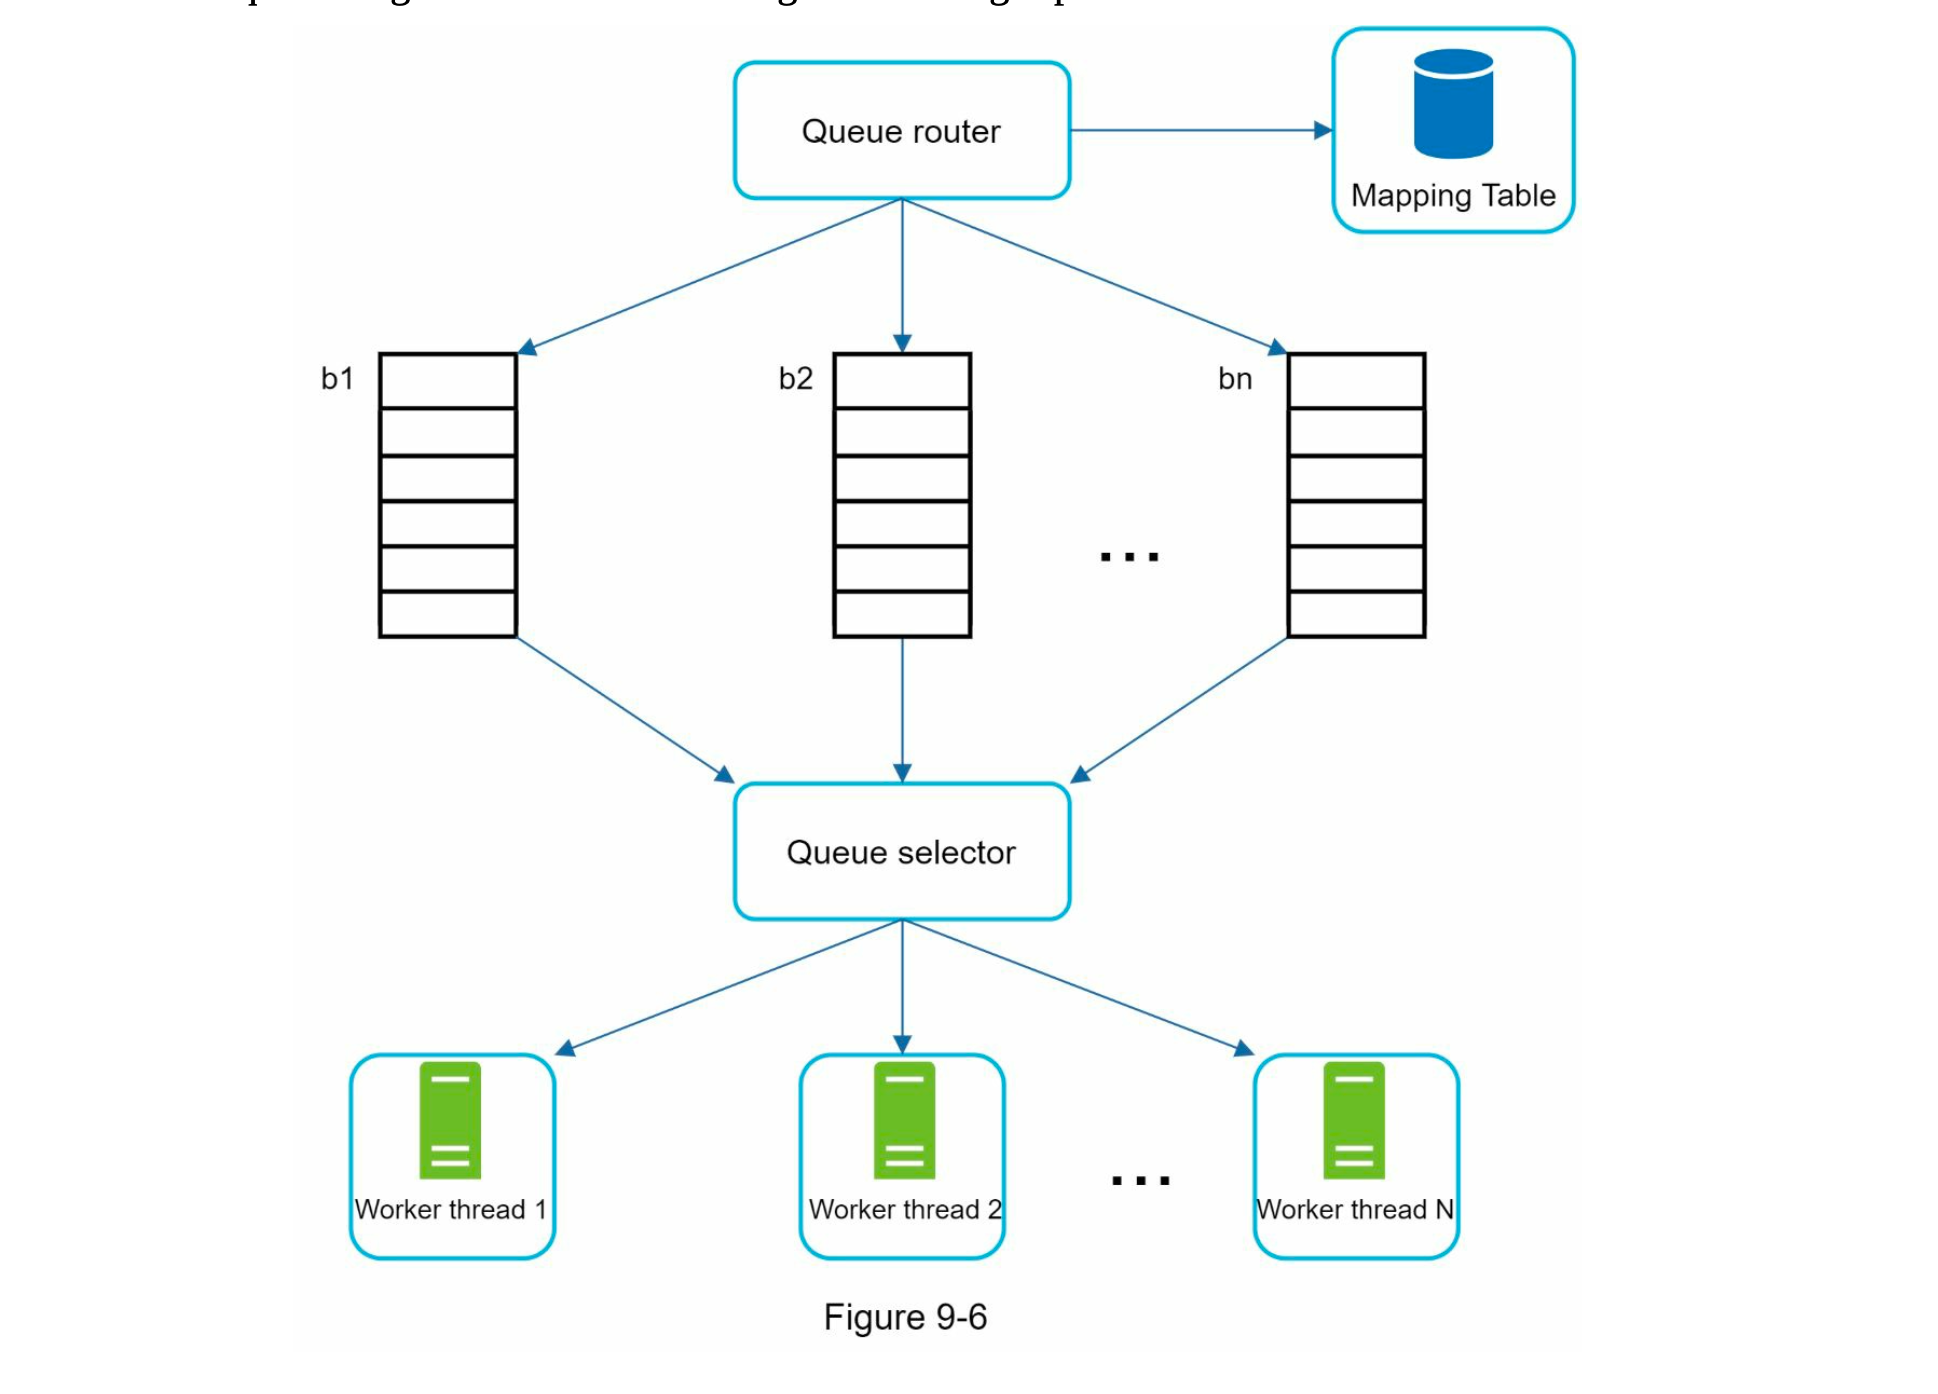 Queue router
Mapping Table
b1
b2
bn
...
Queue selector
Worker thread 1
Worker thread 2
...
Worker thread N
Figure 9-6